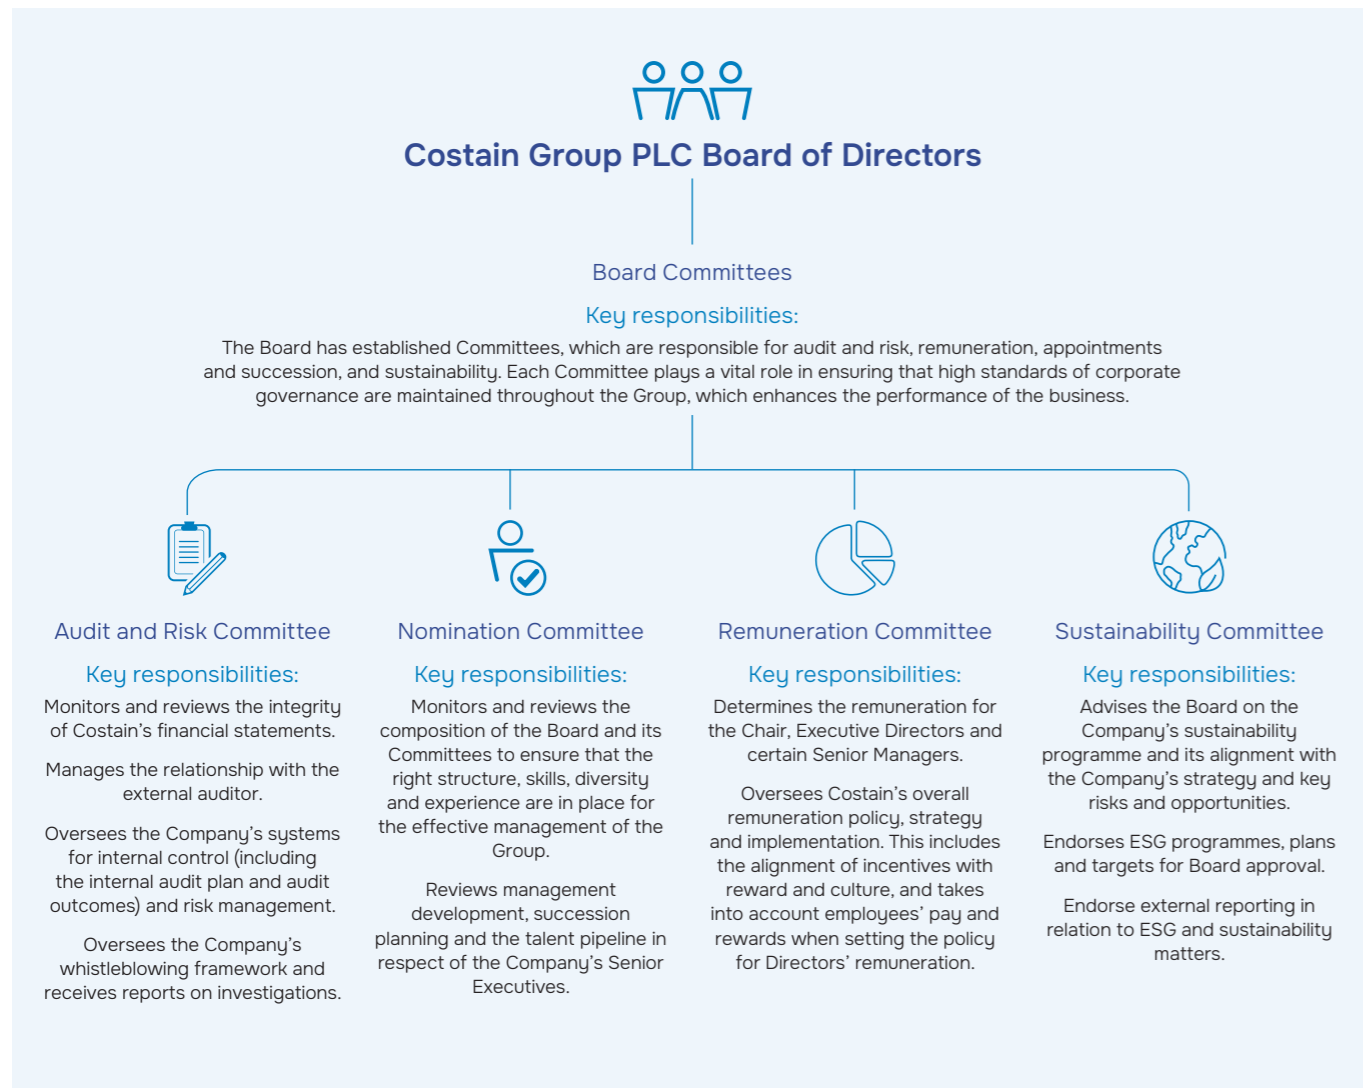 Costain Group PLC Board of Directors
Board Committees
Key responsibilities:
The Board has established Committees, which are responsible for audit and risk, remuneration, appointments
and succession, and sustainability. Each Committee plays a vital role in ensuring that high standards of corporate
governance are maintained throughout the Group, which enhances the performance of the business.
Audit and Risk Committee
Key responsibilities:
Monitors and reviews the integrity
of Costain’s financial statements.
Manages the relationship with the
external auditor.
Oversees the Company’s systems
for internal control (including
the internal audit plan and audit
outcomes) and risk management.
Oversees the Company’s
whistleblowing framework and
receives reports on investigations.
Nomination Committee
Key responsibilities:
Monitors and reviews the
composition of the Board and its
Committees to ensure that the
right structure, skills, diversity
and experience are in place for
the effective management of the
Group.
Reviews management
development, succession
planning and the talent pipeline in
respect of the Company’s Senior
Executives.
Remuneration Committee
Key responsibilities:
Determines the remuneration for
the Chair, Executive Directors and
certain Senior Managers.
Oversees Costain’s overall
remuneration policy, strategy
and implementation. This includes
the alignment of incentives with
reward and culture, and takes
into account employees’ pay and
rewards when setting the policy
for Directors’ remuneration.
Sustainability Committee
Key responsibilities:
Advises the Board on the
Company’s sustainability
programme and its alignment with
the Company’s strategy and key
risks and opportunities.
Endorses ESG programmes, plans
and targets for Board approval.
Endorse external reporting in
relation to ESG and sustainability
matters.